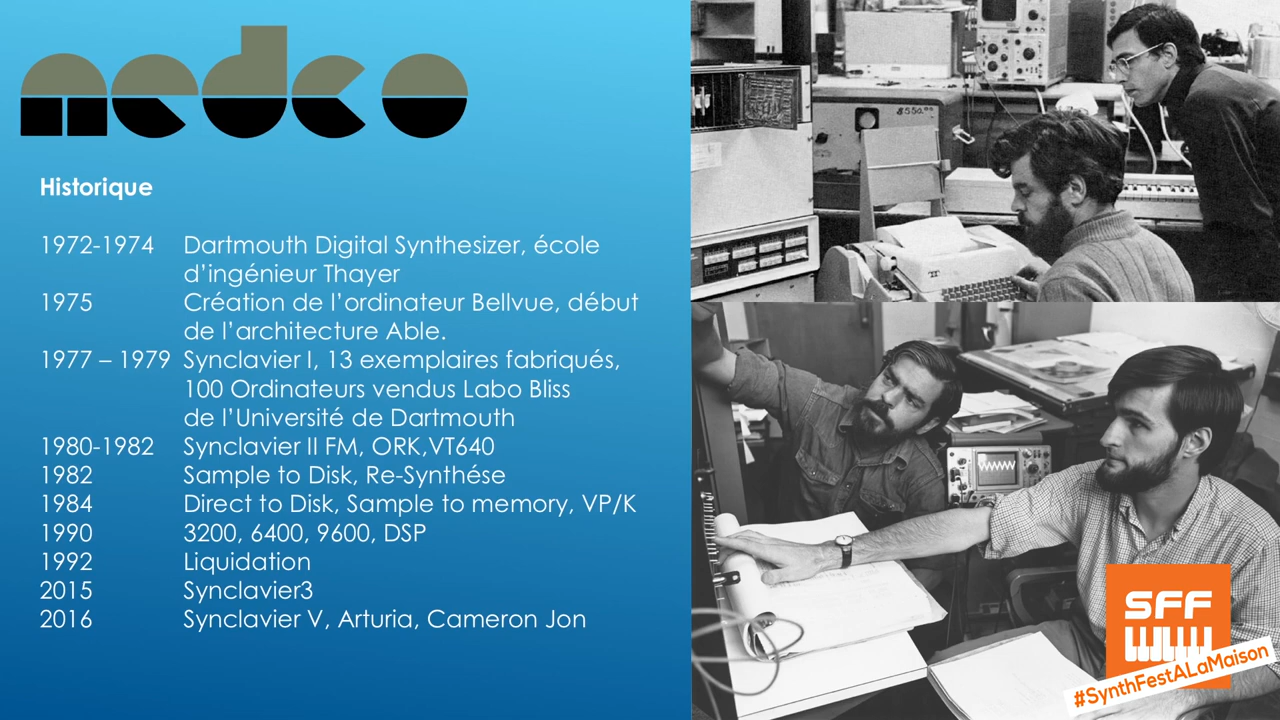 nedco
Historique
1972-1974 Dartmouth Digital Synthesizer, école
d’ingénieur Thayer
1975 Création de l’ordinateur Bellvue, début
de l’architecture Able.
1977 – 1979 Synclavier I, 13 exemplaires fabriqués,
100 Ordinateurs vendus Labo Bliss
de l’Université de Dartmouth
1980-1982 Synclavier II FM, ORK,VT640
1982 Sample to Disk, Re-Synthése
1984 Direct to Disk, Sample to memory, VP/K
1990 3200, 6400, 9600, DSP
1992 Liquidation
2015 Synclavier3
2016 Synclavier V, Arturia, Cameron Jon
8550.00
SFF
#SynthFestALaMaison